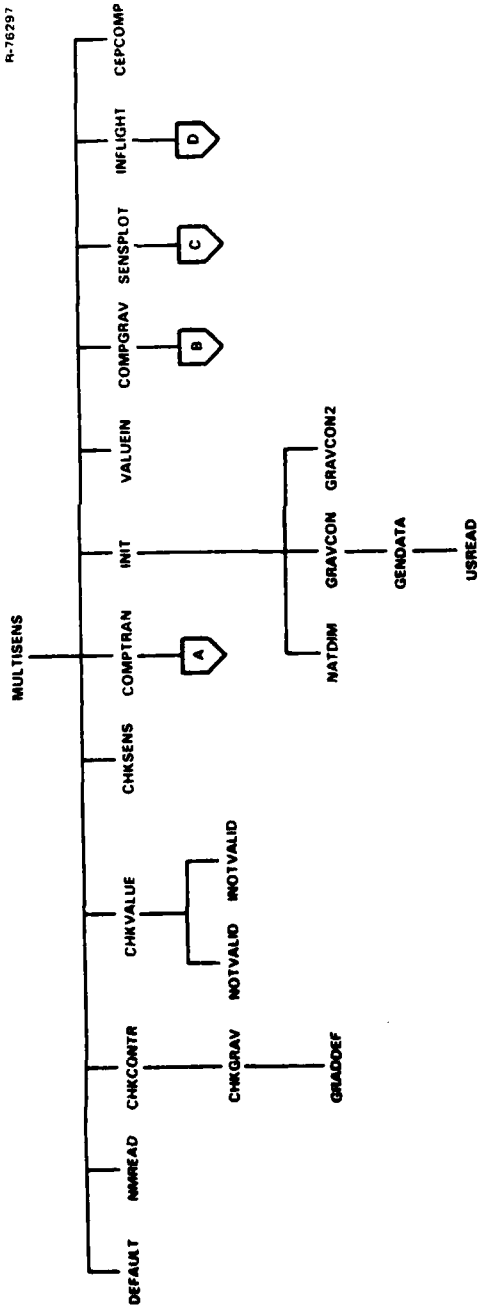 R-76297
MULTISENS
DEFAULT
NMREAD
CHKCONTR
CHKVALUE
CHKSENS
COMPTRAN
INIT
VALUEIN
COMPGRAV
SENSPLOT
INFLIGHT
CEPCOMP
A
B
C
D
CHKGRAV
NOTVALID
INOTVALID
GRADDEF
NATDIM
GRAVCON
GRAVCON2
GENDATA
USREAD